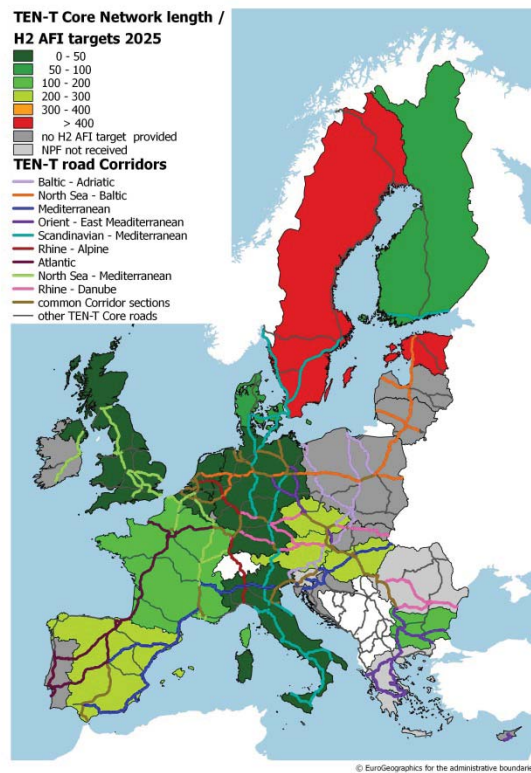 TEN-T Core Network length /
H2 AFI targets 2025
0 - 50
50 - 100
100 - 200
200 - 300
300 - 400
> 400
no H2 AFI target provided
NPF not received
TEN-T road Corridors
Baltic - Adriatic
North Sea - Baltic
Mediterranean
Orient - East Meaditerranean
Scandinavian - Mediterranean
Rhine - Alpine
Atlantic
North Sea - Mediterranean
Rhine - Danube
common Corridor sections
other TEN-T Core roads
© EuroGeographics for the administrative boundarie